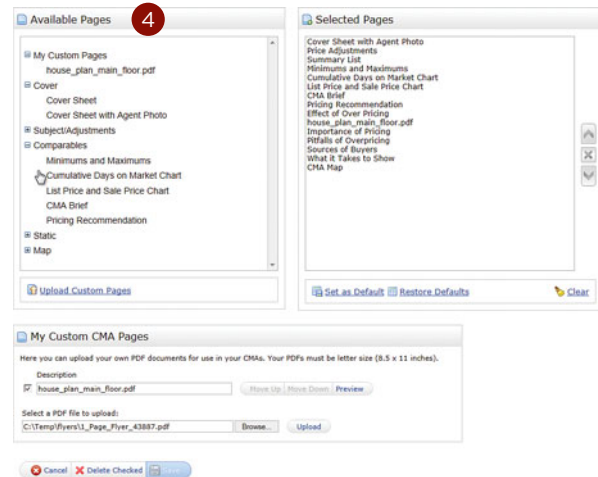 Available Pages
4
My Custom Pages
house_plan_main_floor.pdf
Cover
Cover Sheet
Cover Sheet with Agent Photo
Subject/Adjustments
Comparables
Minimums and Maximums
Cumulative Days on Market Chart
List Price and Sale Price Chart
CMA Brief
Pricing Recommendation
Static
Map
Upload Custom Pages
Selected Pages
Cover Sheet with Agent Photo
Price Adjustments
Summary List
Minimums and Maximums
Cumulative Days on Market Chart
List Price and Sale Price Chart
CMA Brief
Pricing Recommendation
Effect of Over Pricing
house_plan_main_floor.pdf
Importance of Pricing
Pitfalls of Overpricing
Sources of Buyers
What it Takes to Show
CMA Map
Set as Default Restore Defaults Clear
My Custom CMA Pages
Here you can upload your own PDF documents for use in your CMAs. Your PDFs must be letter size (8.5 x 11 inches).
Description
house_plan_main_floor.pdf Move Up Move Down Preview
Select a PDF file to upload:
C:\Temp\flyers\1_Page_Flyer_43887.pdf Browse... Upload
Cancel Delete Checked